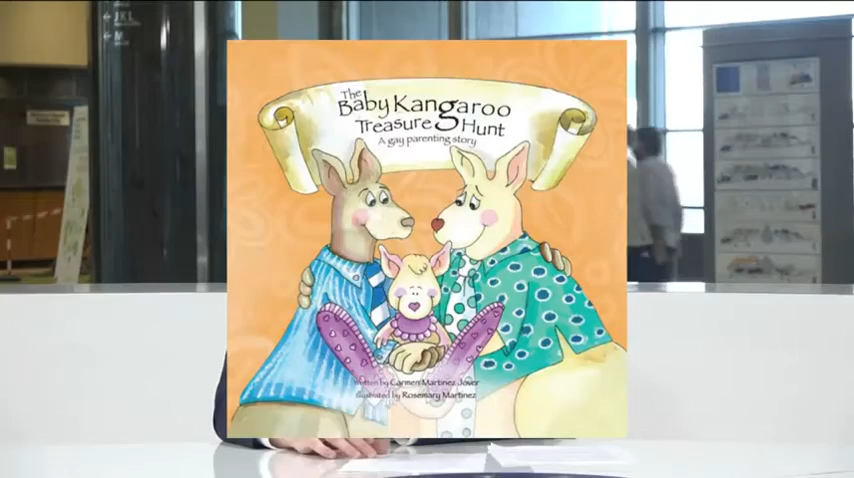 The
Baby Kangaroo
Treasure Hunt
A gay parenting story
Written by Carmen Martinez Jover
Illustrated by Rosemary Martinez